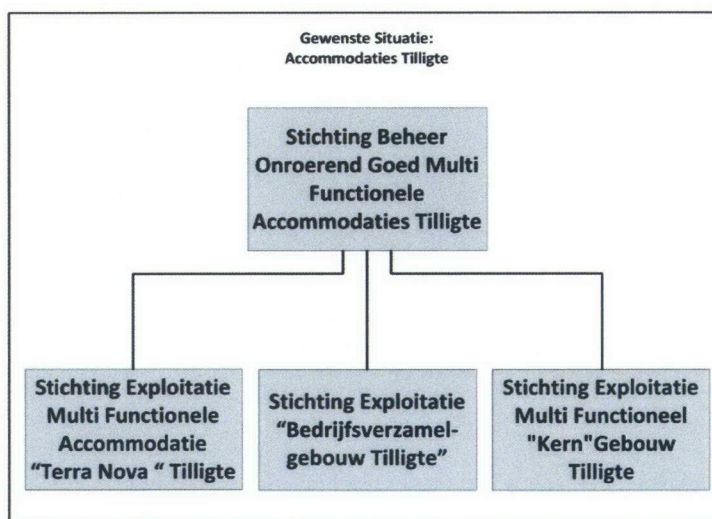 Gewenste Situatie:
Accommodaties Tilligte
Stichting Beheer
Onroerend Goed Multi
Functionele
Accommodaties Tilligte
Stichting Exploitatie
Multi Functionele
Accommodatie
“Terra Nova “ Tilligte
Stichting Exploitatie
“Bedrijfsverzamel-
gebouw Tilligte”
Stichting Exploitatie
Multi Functioneel
"Kern"Gebouw
Tilligte